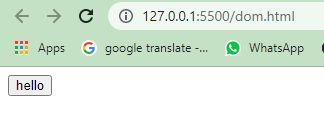 127.0.0.1:5500/dom.html
Apps google translate -... WhatsApp
hello